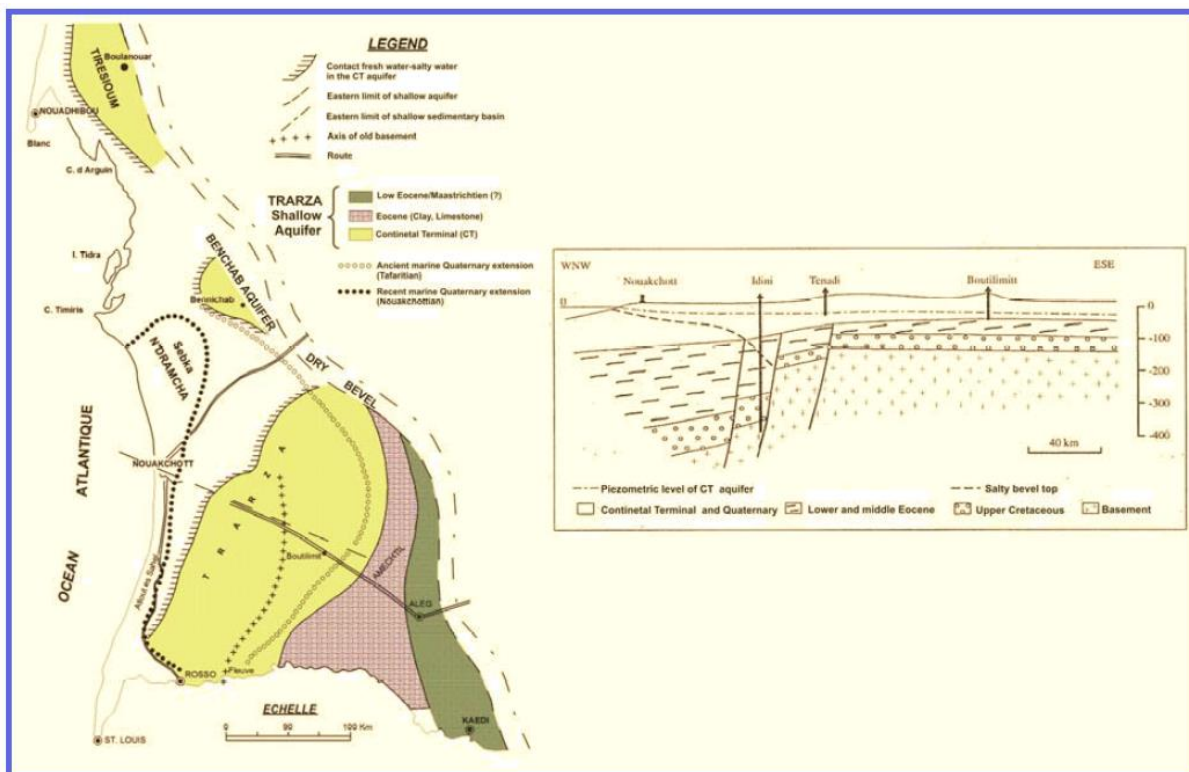 LEGEND
Contact fresh water-salty water
in the CT aquifer
Eastern limit of shallow aquifer
Eastern limit of shallow sedimentary basin
Axis of old basement
Route
TRARZA
Shallow
Aquifer
Low Eocene/Maastrichtien (?)
Eocene (Clay, Limestone)
Continetal Terminal (CT)
Ancient marine Quaternary extension
(Tafaritian)
Recent marine Quaternary extension
(Nouakchottian)
TIRESIOUM
Boulanouar
NOUADHIBOU
Blanc
C. d Arguin
I. Tidra
C. Timiris
BENCHAB AQUIFER
Bennichab
Sebka
N'DRAMCHA
DRY
BEVEL
OCEAN ATLANTIQUE
NOUAKCHOTT
TRARZA
Boutilimit
AMECHTIL
ALEG
ROSSO
Fleuve
ST. LOUIS
KAEDI
ECHELLE
0 90 100 Km
WNW ESE
Nouakchott Idini Tenadi Boutilimitt
0
-0
-100
-200
-300
-400
40 km
Piezometric level of CT aquifer
Salty bevel top
Continetal Terminal and Quaternary
Lower and middle Eocene
Upper Cretaceous
Basement